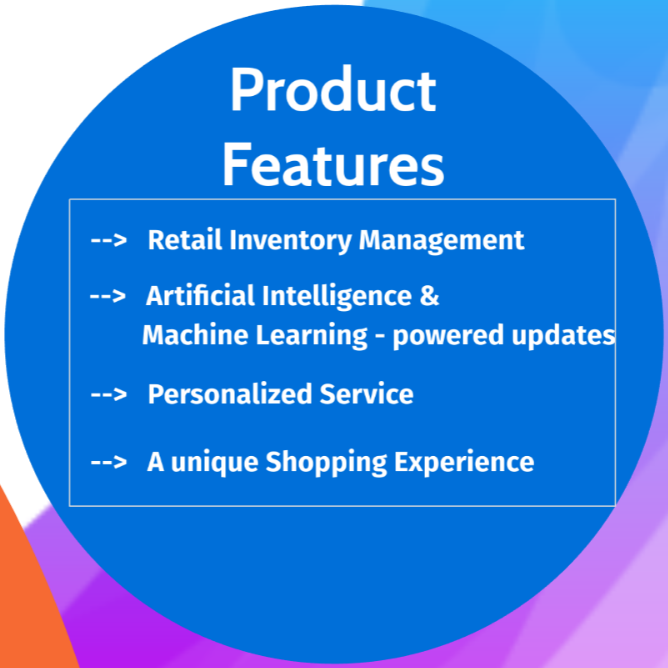 Product
Features
--> Retail Inventory Management
--> Artificial Intelligence &
Machine Learning - powered updates
--> Personalized Service
--> A unique Shopping Experience